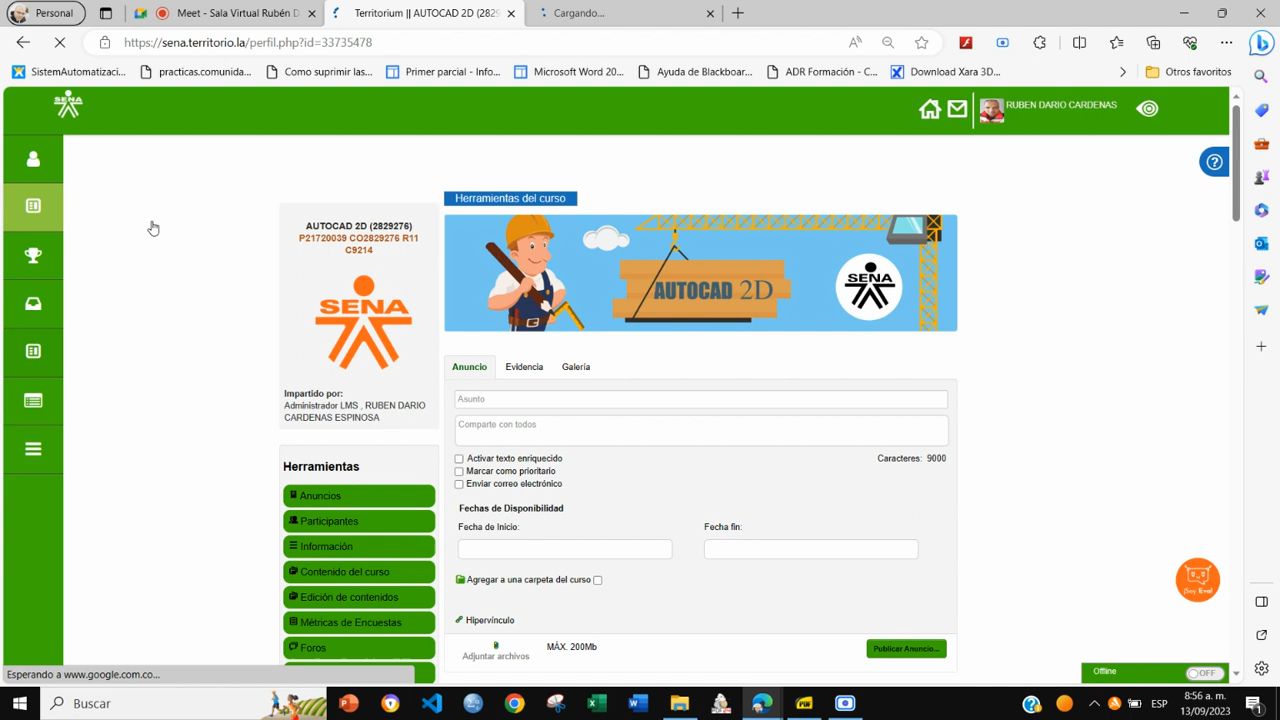 Personal
Meet - Sala Virtual Rubén D
Territorium || AUTOCAD 2D (2829
Cargando...
https://sena.territorio.la/perfil.php?id=33735478
SistemAutomatizaci...
practicas.comunida...
Como suprimir las...
Primer parcial - Info...
Microsoft Word 20...
Ayuda de Blackboar...
ADR Formación - C...
Download Xara 3D...
Otros favoritos
RUBEN DARIO CARDENAS
Herramientas del curso
AUTOCAD 2D (2829276)
P21720039 CO2829276 R11
C9214
SENA
Impartido por:
Administrador LMS , RUBEN DARIO
CARDENAS ESPINOSA
AUTOCAD 2D
SENA
Herramientas
Anuncios
Participantes
Información
Contenido del curso
Edición de contenidos
Métricas de Encuestas
Foros
Anuncio
Evidencia
Galería
Asunto
Comparte con todos
Activar texto enriquecido
Caracteres: 9000
Marcar como prioritario
Enviar correo electrónico
Fechas de Disponibilidad
Fecha de Inicio:
Fecha fin:
Agregar a una carpeta del curso
Hipervínculo
Adjuntar archivos
MÁX. 200Mb
Publicar Anuncio...
Offline
OFF
Esperando a www.google.com.co...
Buscar
ESP
8:56 a. m.
13/09/2023